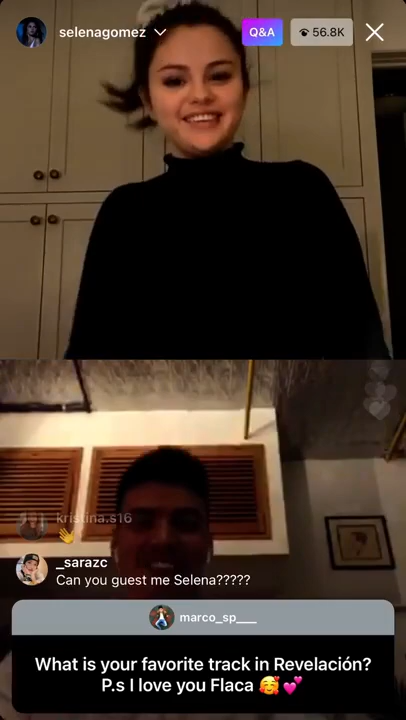 selenagomez
Q&A
56.8K
kristina.s16
👋
_sarazc
Can you guest me Selena?????
marco_sp___
What is your favorite track in Revelación?
P.s I love you Flaca 🥰💕